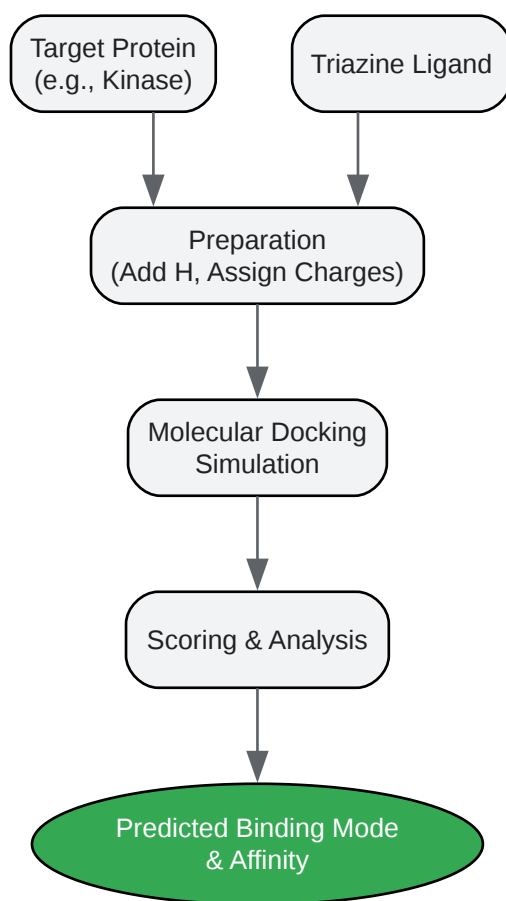 Target Protein
(e.g., Kinase)
Triazine Ligand
Preparation
(Add H, Assign Charges)
Molecular Docking
Simulation
Scoring & Analysis
Predicted Binding Mode
& Affinity